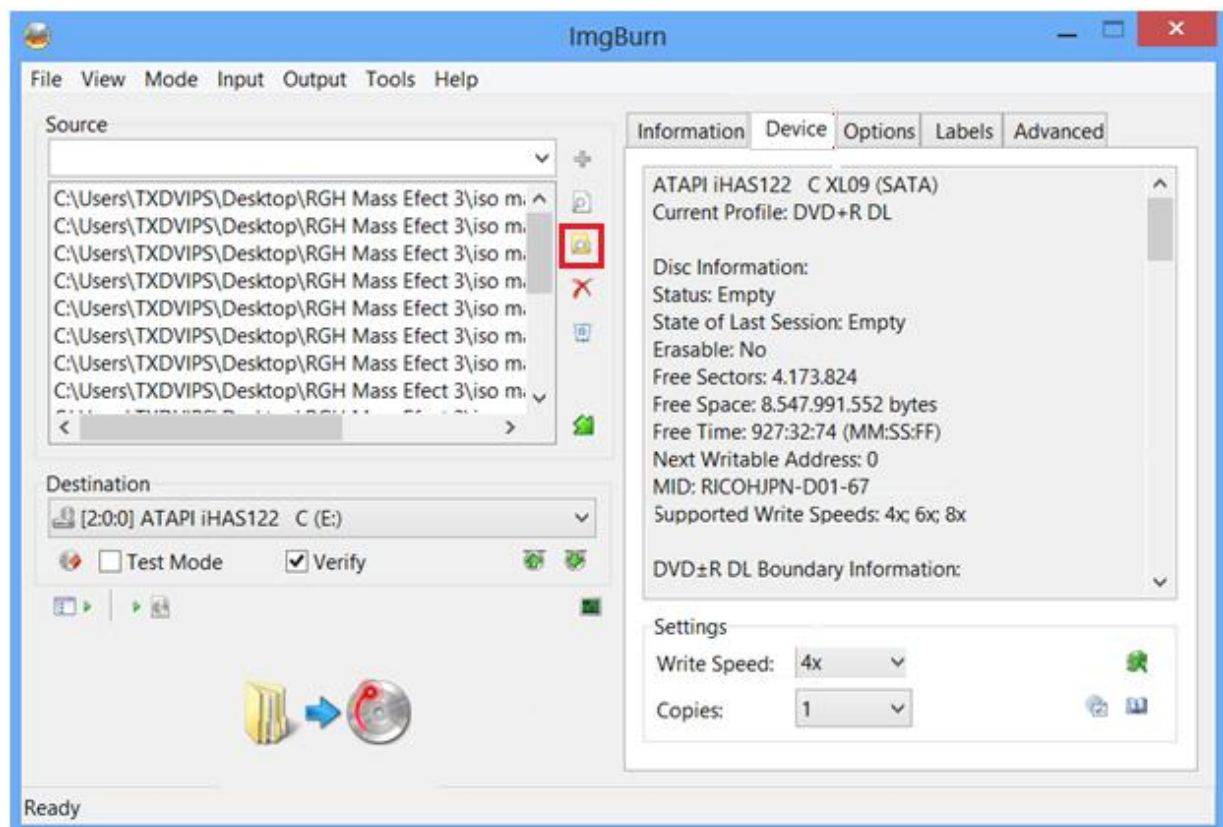 ImgBurn
File View Mode Input Output Tools Help
Source
C:\Users\TXDVIPS\Desktop\RGH Mass Efect 3\iso m
C:\Users\TXDVIPS\Desktop\RGH Mass Efect 3\iso m
C:\Users\TXDVIPS\Desktop\RGH Mass Efect 3\iso m
C:\Users\TXDVIPS\Desktop\RGH Mass Efect 3\iso m
C:\Users\TXDVIPS\Desktop\RGH Mass Efect 3\iso m
C:\Users\TXDVIPS\Desktop\RGH Mass Efect 3\iso m
C:\Users\TXDVIPS\Desktop\RGH Mass Efect 3\iso m
C:\Users\TXDVIPS\Desktop\RGH Mass Efect 3\iso m
Destination
[2:0:0] ATAPI iHAS122 C (E:)
Test Mode Verify
Information Device Options Labels Advanced
ATAPI iHAS122 C XL09 (SATA)
Current Profile: DVD+R DL
Disc Information:
Status: Empty
State of Last Session: Empty
Erasable: No
Free Sectors: 4.173.824
Free Space: 8.547.991.552 bytes
Free Time: 927:32:74 (MM:SS:FF)
Next Writable Address: 0
MID: RICOHJPN-D01-67
Supported Write Speeds: 4x; 6x; 8x
DVD±R DL Boundary Information:
Settings
Write Speed: 4x
Copies: 1
Ready